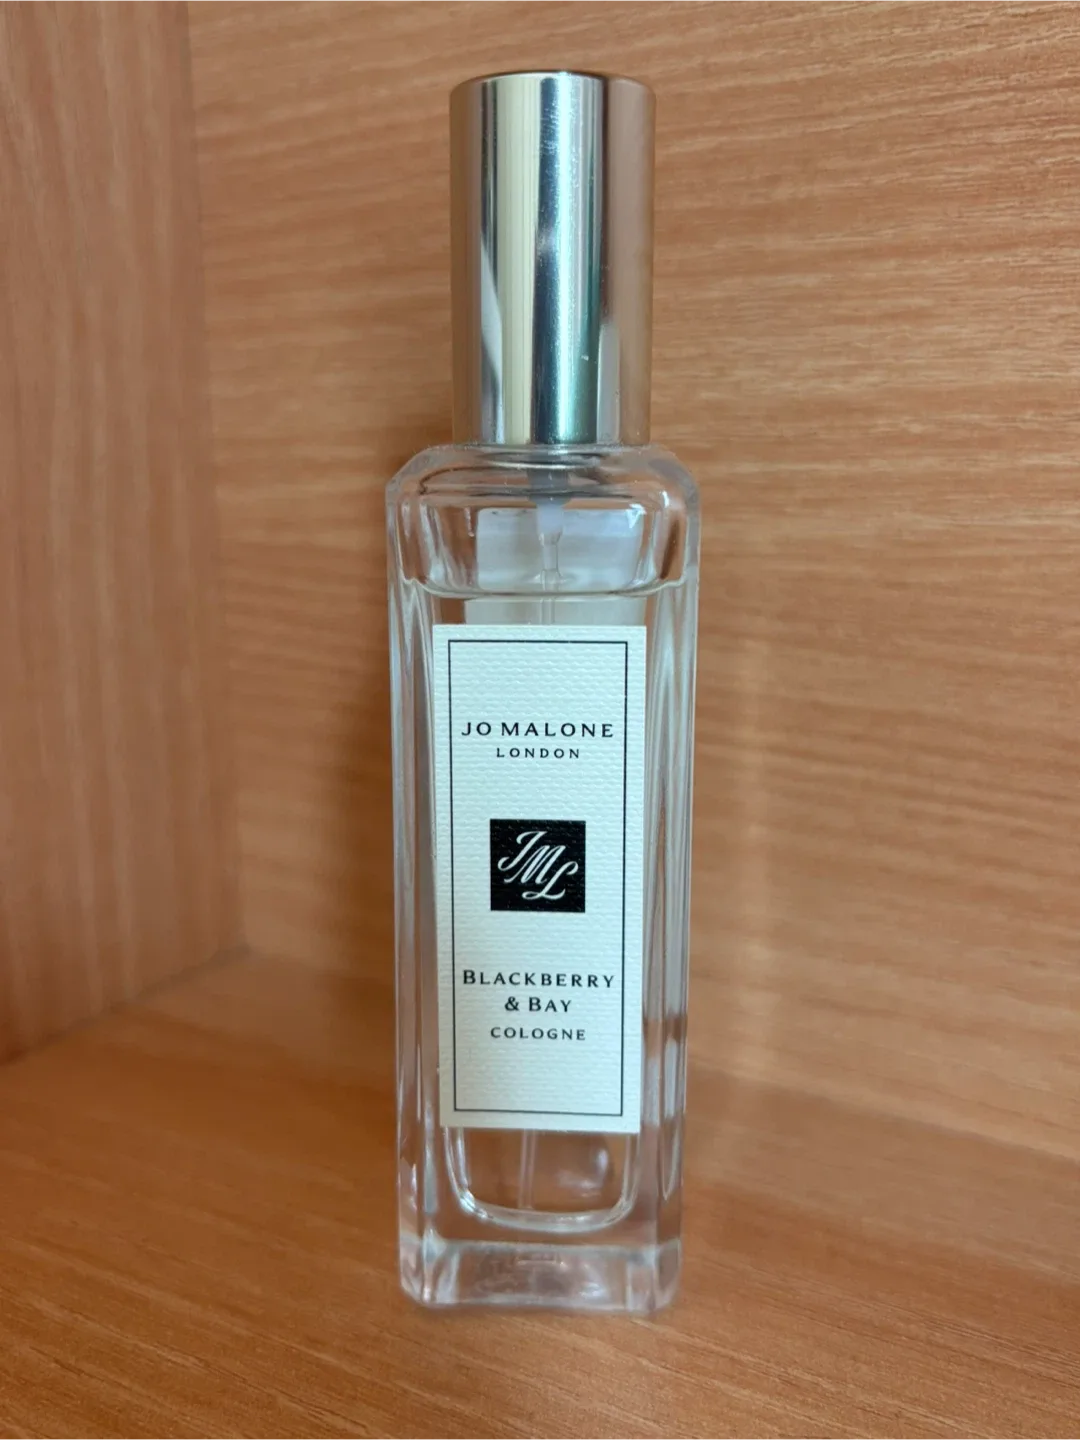 JO MALONE
LONDON
JML
BLACKBERRY
& BAY
COLOGNE